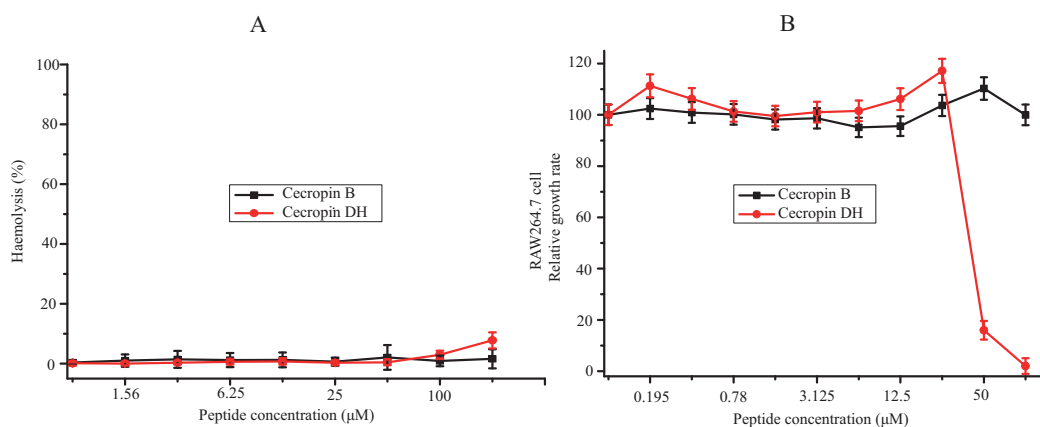 A
100
80
60
40
20
0
Haemolysis (%)
Cecropin B
Cecropin DH
1.56
6.25
25
100
Peptide concentration (μM)
B
120
100
80
60
40
20
0
RAW264.7 cell
Relative growth rate
Cecropin B
Cecropin DH
0.195
0.78
3.125
12.5
50
Peptide concentration (μM)